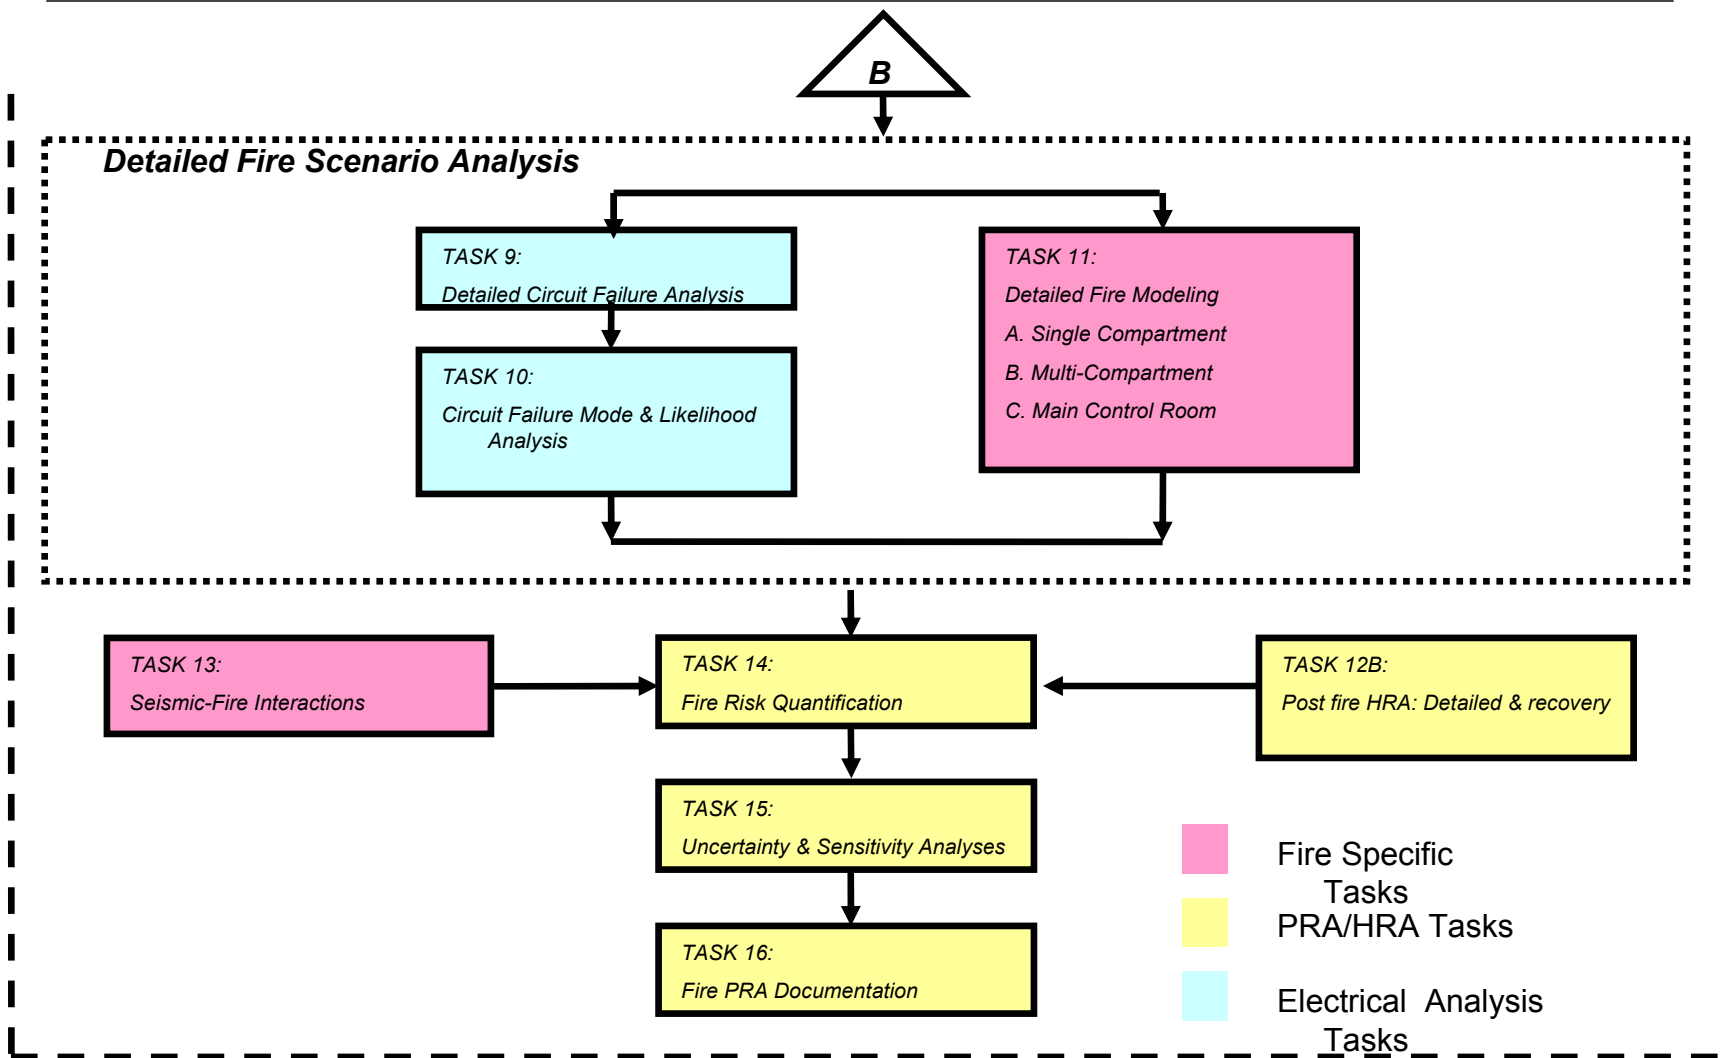 B
Detailed Fire Scenario Analysis
TASK 9:
Detailed Circuit Failure Analysis
TASK 10:
Circuit Failure Mode & Likelihood
Analysis
TASK 11:
Detailed Fire Modeling
A. Single Compartment
B. Multi-Compartment
C. Main Control Room
TASK 13:
Seismic-Fire Interactions
TASK 14:
Fire Risk Quantification
TASK 12B:
Post fire HRA: Detailed & recovery
TASK 15:
Uncertainty & Sensitivity Analyses
TASK 16:
Fire PRA Documentation
Fire Specific
Tasks
PRA/HRA Tasks
Electrical Analysis
Tasks